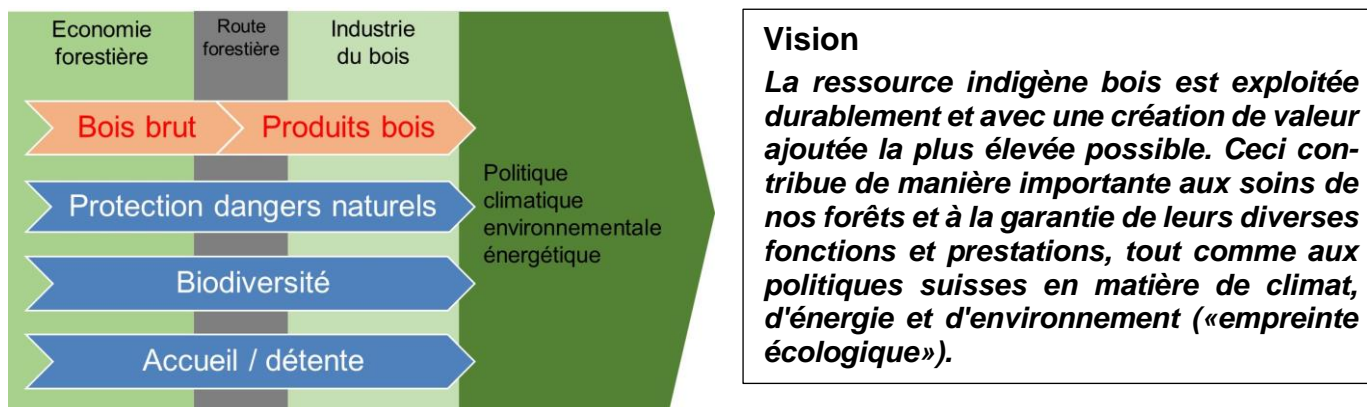 Economie
forestière
Route
forestière
Industrie
du bois
Bois brut
Produits bois
Protection dangers naturels
Biodiversité
Accueil / détente
Politique
climatique
environnementale
énergétique
Vision
La ressource indigène bois est exploitée
durablement et avec une création de valeur
ajoutée la plus élevée possible. Ceci con-
tribue de manière importante aux soins de
nos forêts et à la garantie de leurs diverses
fonctions et prestations, tout comme aux
politiques suisses en matière de climat,
d'énergie et d'environnement («empreinte
écologique»).